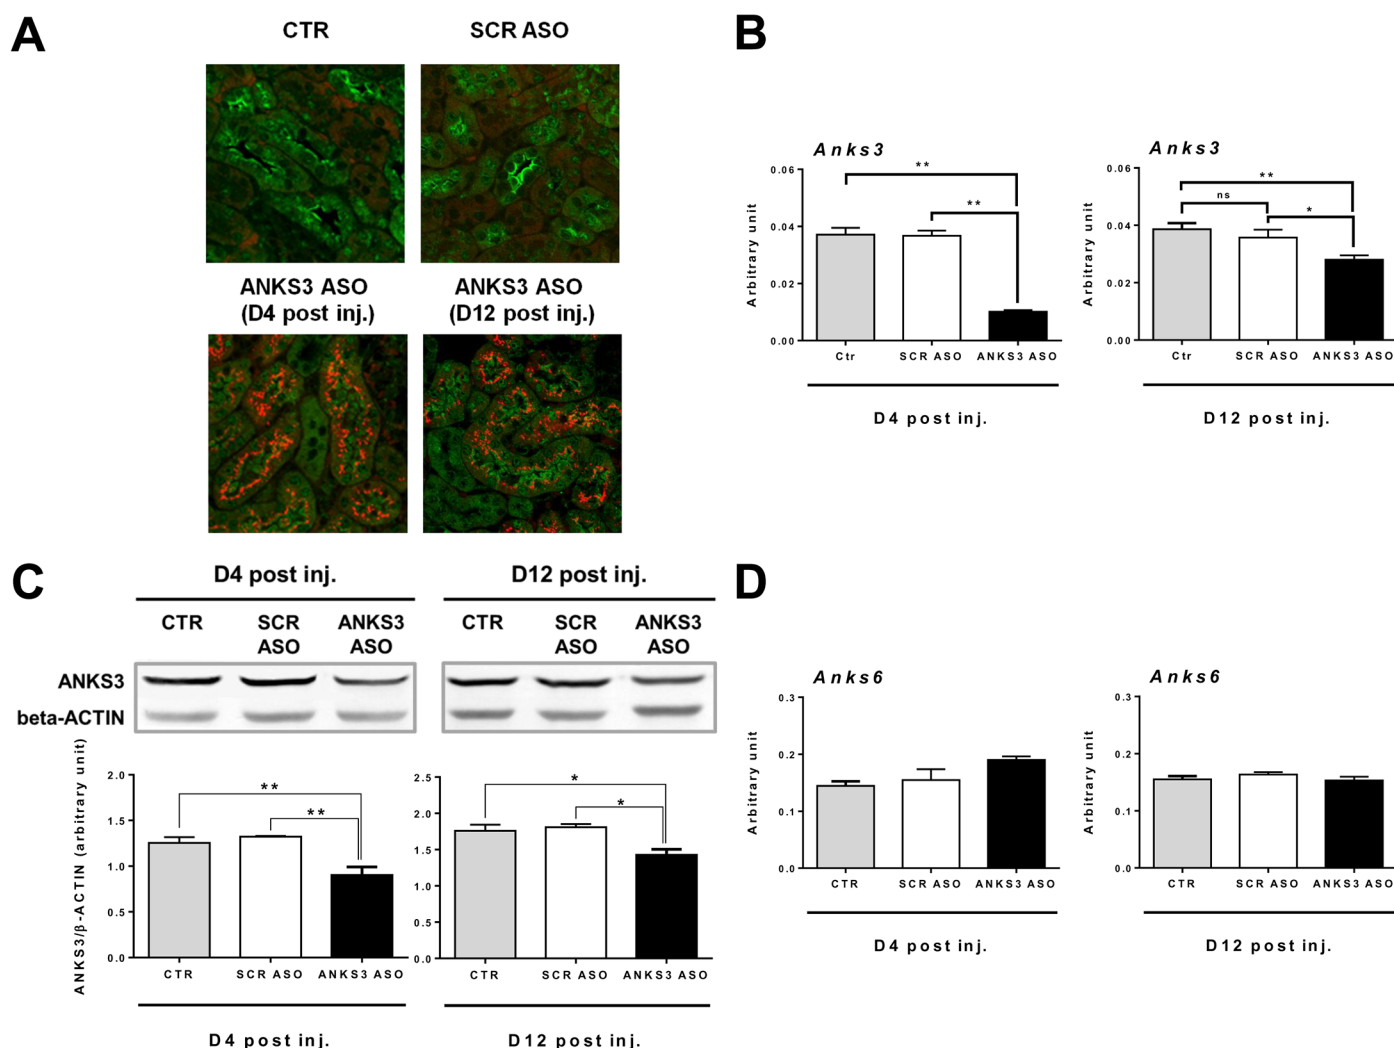 A
CTR
SCR ASO
ANKS3 ASO
(D4 post inj.)
ANKS3 ASO
(D12 post inj.)
B
Anks3
Arbitrary unit
0.06
0.04
0.02
0.00
**
**
Ctr
SCR ASO
ANKS3 ASO
D4 post inj.
Anks3
Arbitrary unit
0.06
0.04
0.02
0.00
**
ns
*
Ctr
SCR ASO
ANKS3 ASO
D12 post inj.
C
D4 post inj.
D12 post inj.
CTR
SCR
ASO
ANKS3
ASO
CTR
SCR
ASO
ANKS3
ASO
ANKS3
beta-ACTIN
ANKS3/β-ACTIN (arbitrary unit)
2.0
1.5
1.0
0.5
0.0
**
**
CTR
SCR ASO
ANKS3 ASO
D4 post inj.
2.5
2.0
1.5
1.0
0.5
0.0
*
*
CTR
SCR ASO
ANKS3 ASO
D12 post inj.
D
Anks6
Arbitrary unit
0.3
0.2
0.1
0.0
CTR
SCR ASO
ANKS3 ASO
D4 post inj.
Anks6
Arbitrary unit
0.3
0.2
0.1
0.0
CTR
SCR ASO
ANKS3 ASO
D12 post inj.